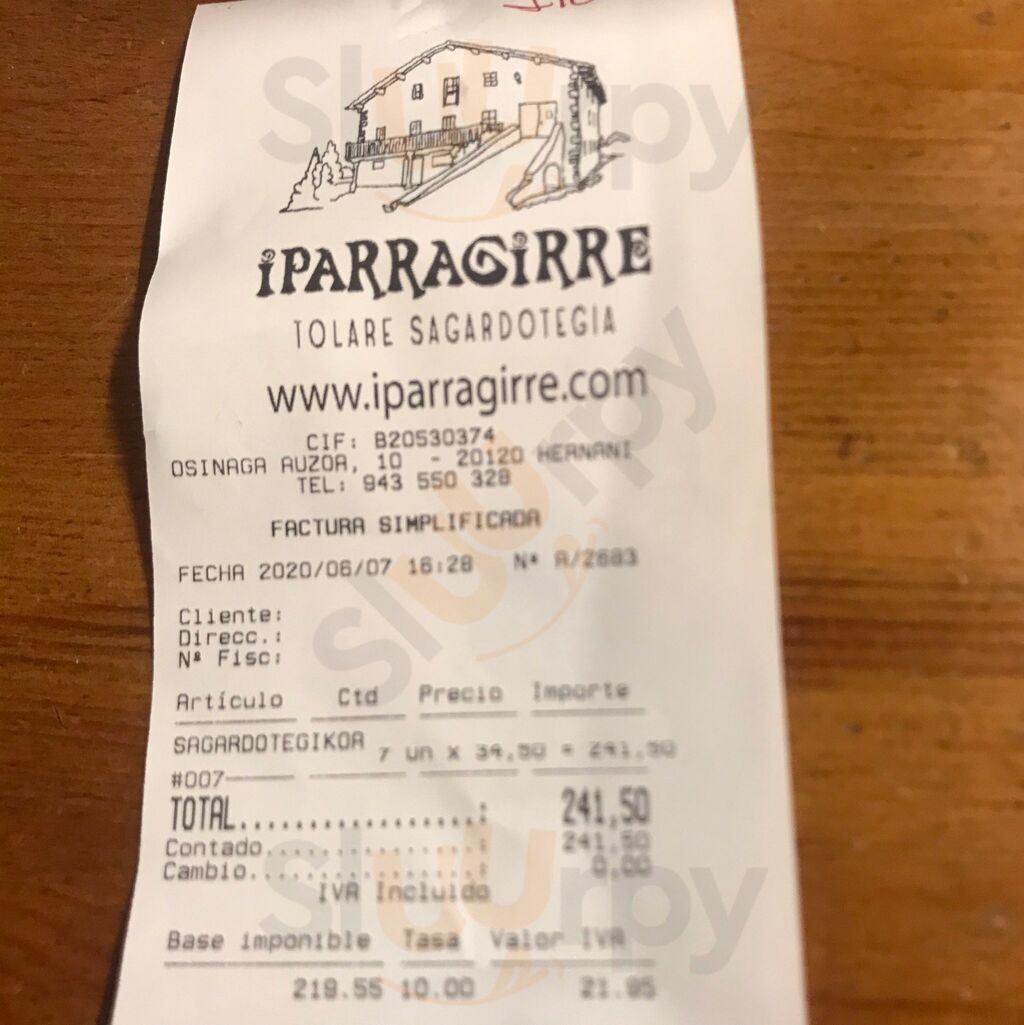 iPARRAGiRRE
TOLARE SAGARDOTEGIA
www.iparragirre.com
CIF: B20530374
OSINAGA AUZOA, 10 - 20120 HERNANI
TEL: 943 550 328
FACTURA SIMPLIFICADA
FECHA 2020/06/07 16:28 Nº A/2683
Cliente:
Direcc.:
Nº Fisc:
Artículo Ctd Precio Importe
SAGARDOTEGIKOA 7 un x 34,50 = 241,50
#007
TOTAL..................: 241,50
Contado................: 241,50
Cambio.................: 0,00
IVA Incluido
Base imponible Tasa Valor IVA
219.55 10.00 21.95
Sluurpy
Sluurpy
Sluurpy